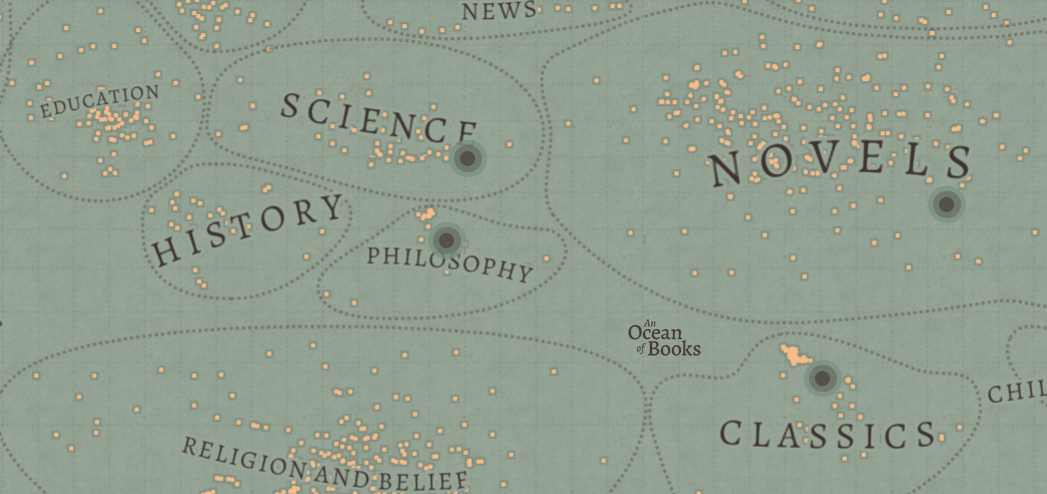 NEWS
EDUCATION
SCIENCE
NOVELS
HISTORY
PHILOSOPHY
An
Ocean
of Books
CHIL
CLASSICS
RELIGION AND BELIEF